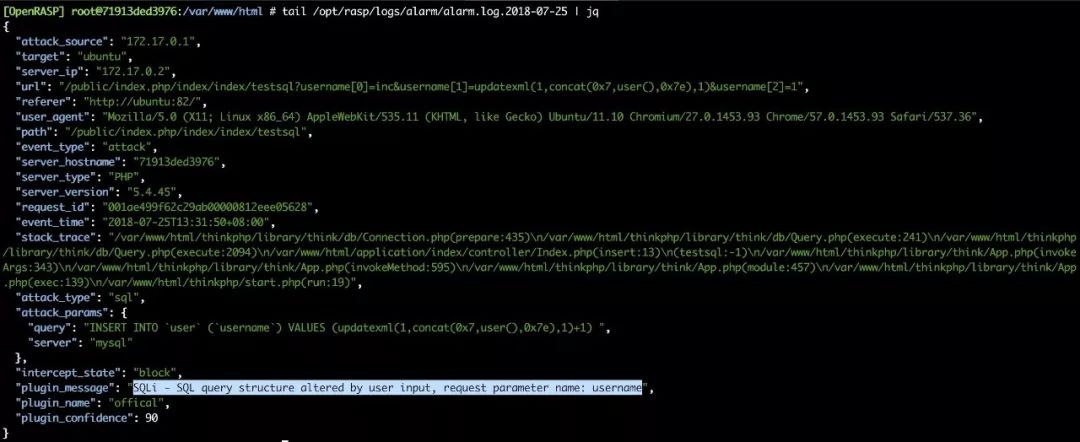 [OpenRASP] root@71913ded3976:/var/www/html # tail /opt/rasp/logs/alarm/alarm.log.2018-07-25 | jq
{
"attack_source": "172.17.0.1",
"target": "ubuntu",
"server_ip": "172.17.0.2",
"url": "/public/index.php/index/index/testsql?username[0]=inc&username[1]=updatexml(1,concat(0x7,user(),0x7e),1)&username[2]=1",
"referer": "http://ubuntu:82/",
"user_agent": "Mozilla/5.0 (X11; Linux x86_64) AppleWebKit/535.11 (KHTML, like Gecko) Ubuntu/11.10 Chromium/27.0.1453.93 Chrome/57.0.1453.93 Safari/537.36",
"path": "/public/index.php/index/index/testsql",
"event_type": "attack",
"server_hostname": "71913ded3976",
"server_type": "PHP",
"server_version": "5.4.45",
"request_id": "001ae499f62c29ab00000812eee05628",
"event_time": "2018-07-25T13:31:50+08:00",
"stack_trace": "/var/www/html/thinkphp/library/think/db/Connection.php(prepare:435)\n/var/www/html/thinkphp/library/think/db/Query.php(execute:241)\n/var/www/html/thinkphp
/library/think/db/Query.php(execute:2094)\n/var/www/html/application/index/controller/Index.php(insert:13)\n(testsql:-1)\n/var/www/html/thinkphp/library/think/App.php(invoke
Args:343)\n/var/www/html/thinkphp/library/think/App.php(invokeMethod:595)\n/var/www/html/thinkphp/library/think/App.php(module:457)\n/var/www/html/thinkphp/library/think/App
.php(exec:139)\n/var/www/html/thinkphp/start.php(run:19)",
"attack_type": "sql",
"attack_params": {
"query": "INSERT INTO `user` (`username`) VALUES (updatexml(1,concat(0x7,user(),0x7e),1)+1) ",
"server": "mysql"
},
"intercept_state": "block",
"plugin_message": "SQLi - SQL query structure altered by user input, request parameter name: username",
"plugin_name": "offical",
"plugin_confidence": 90
}